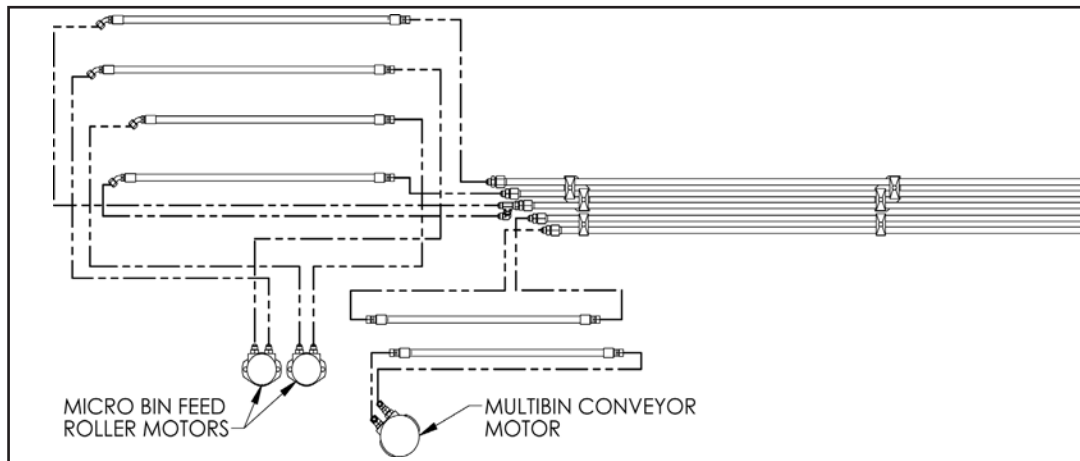 MICRO BIN FEED
ROLLER MOTORS
MULTIBIN CONVEYOR
MOTOR